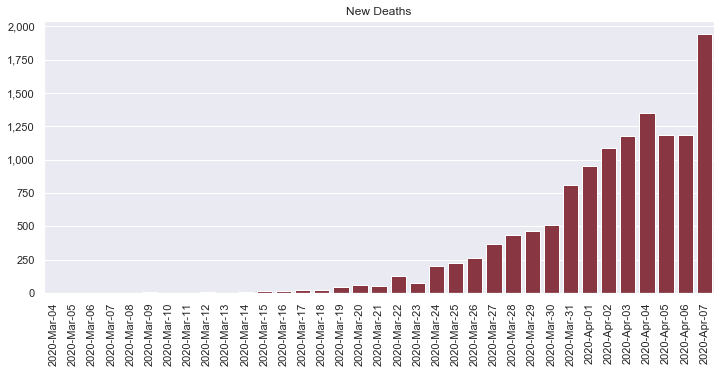 New Deaths
2,000
1,750
1,500
1,250
1,000
750
500
250
0
2020-Mar-04
2020-Mar-05
2020-Mar-06
2020-Mar-07
2020-Mar-08
2020-Mar-09
2020-Mar-10
2020-Mar-11
2020-Mar-12
2020-Mar-13
2020-Mar-14
2020-Mar-15
2020-Mar-16
2020-Mar-17
2020-Mar-18
2020-Mar-19
2020-Mar-20
2020-Mar-21
2020-Mar-22
2020-Mar-23
2020-Mar-24
2020-Mar-25
2020-Mar-26
2020-Mar-27
2020-Mar-28
2020-Mar-29
2020-Mar-30
2020-Mar-31
2020-Apr-01
2020-Apr-02
2020-Apr-03
2020-Apr-04
2020-Apr-05
2020-Apr-06
2020-Apr-07